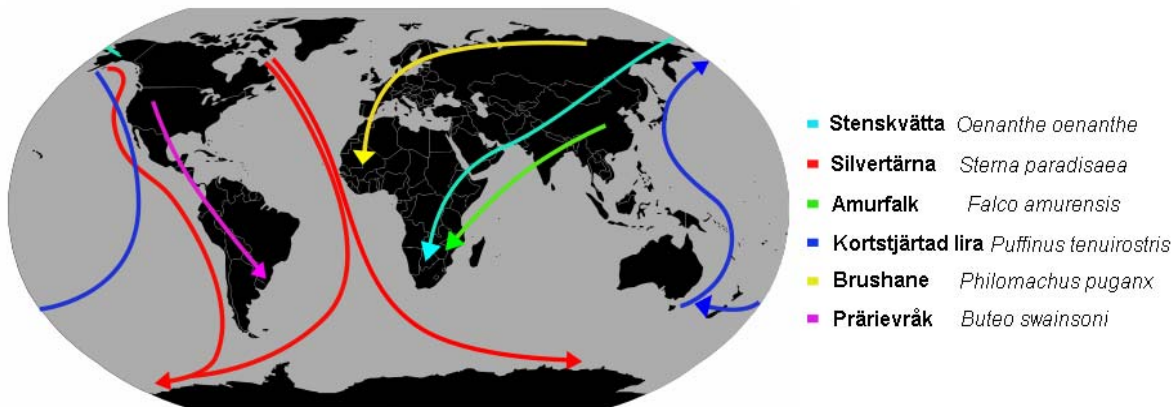 Stenskvätta Oenanthe oenanthe
Silvertärna Sterna paradisaea
Amurfalk Falco amurensis
Kortstjärtad lira Puffinus tenuirostris
Brushane Philomachus puganx
Prärievråk Buteo swainsoni